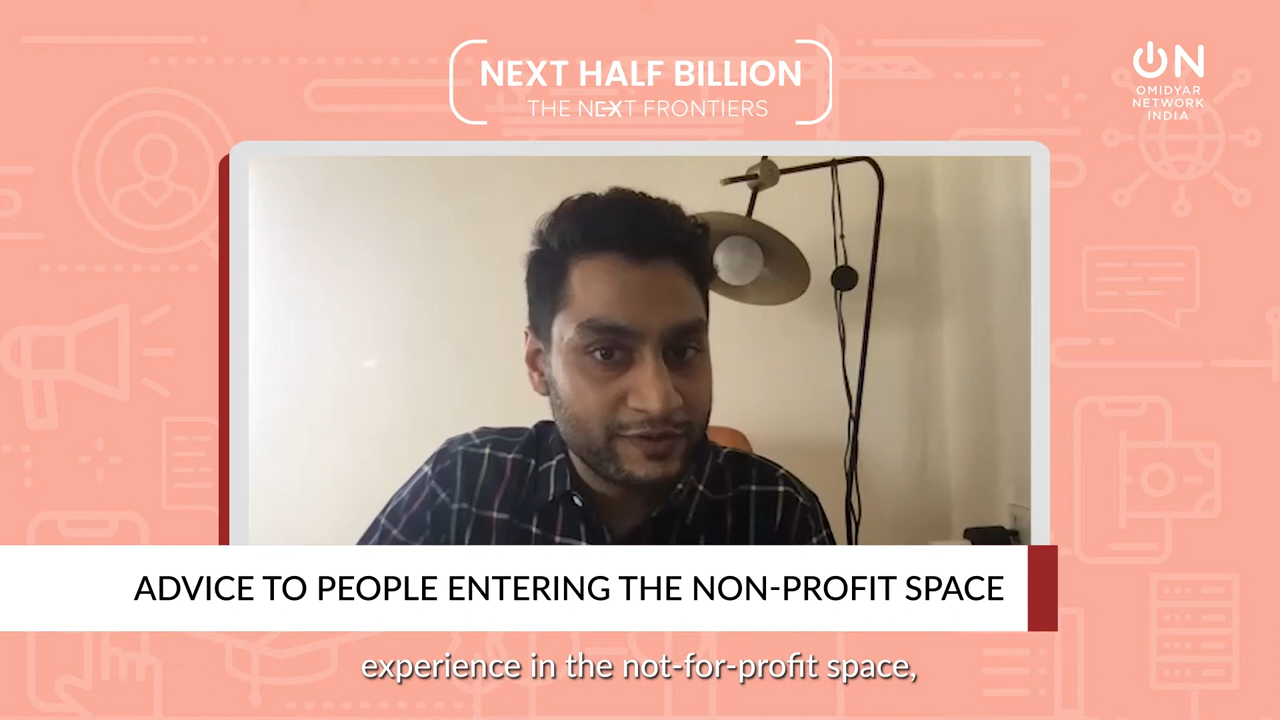 NEXT HALF BILLION
THE NEXT FRONTIERS
ON
OMIDYAR
NETWORK
INDIA
ADVICE TO PEOPLE ENTERING THE NON-PROFIT SPACE
experience in the not-for-profit space,